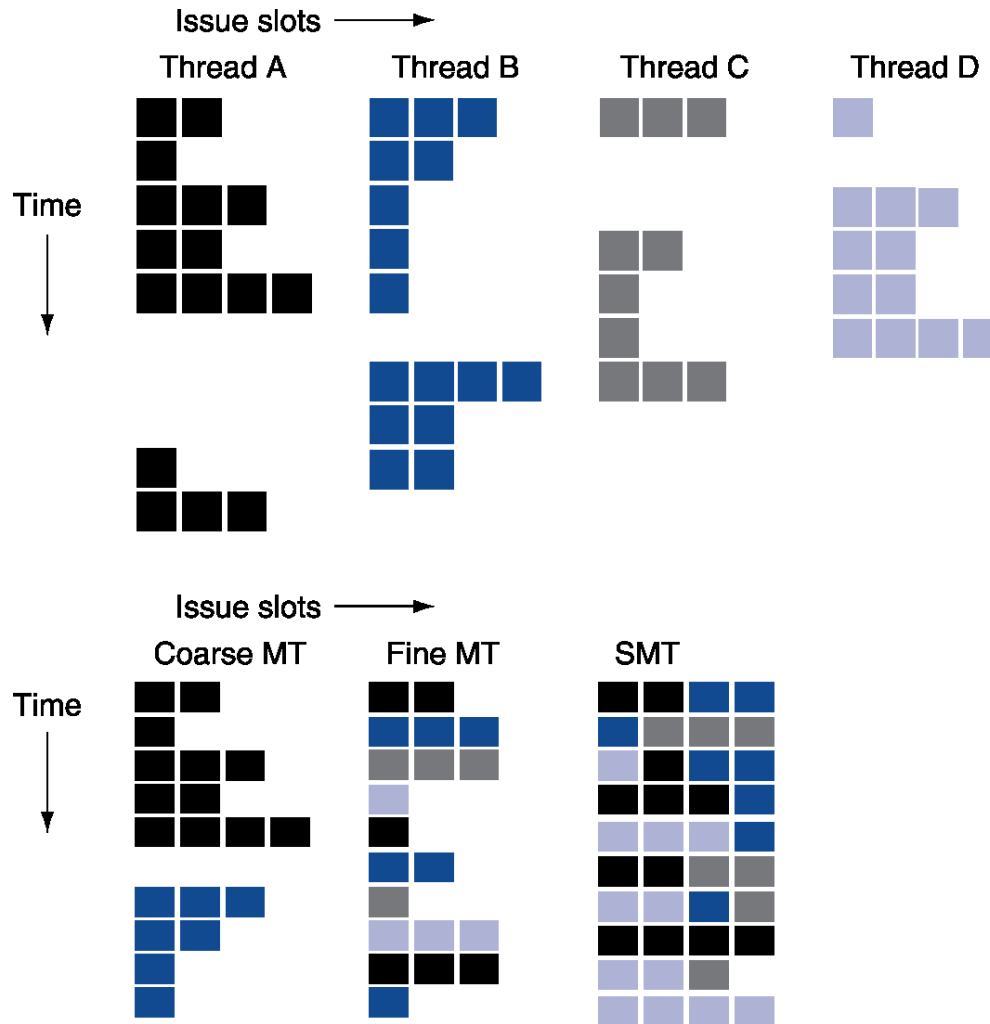 Issue slots
Thread A Thread B Thread C Thread D
Time
Issue slots
Coarse MT Fine MT SMT
Time